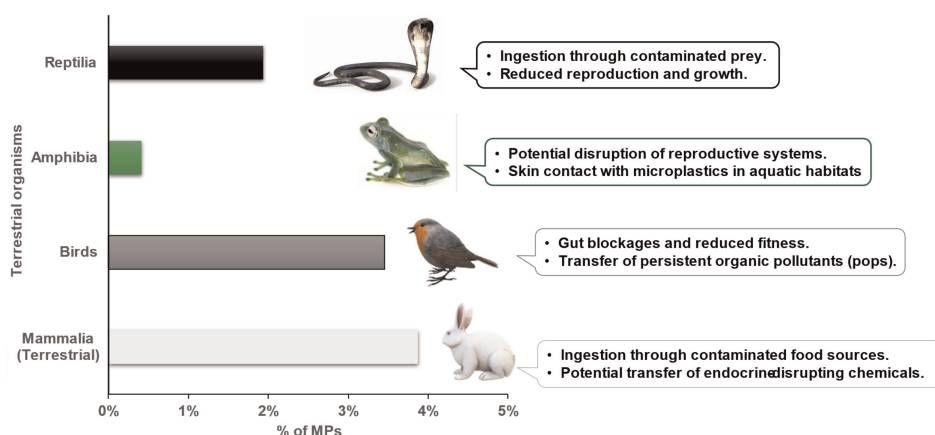 Reptilia
• Ingestion through contaminated prey.
• Reduced reproduction and growth.
Amphibia
• Potential disruption of reproductive systems.
• Skin contact with microplastics in aquatic habitats
Birds
• Gut blockages and reduced fitness.
• Transfer of persistent organic pollutants (pops).
Mammalia
(Terrestrial)
• Ingestion through contaminated food sources.
• Potential transfer of endocrinedisrupting chemicals.
Terrestrial organisms
0% 1% 2% 3% 4% 5%
% of MPs